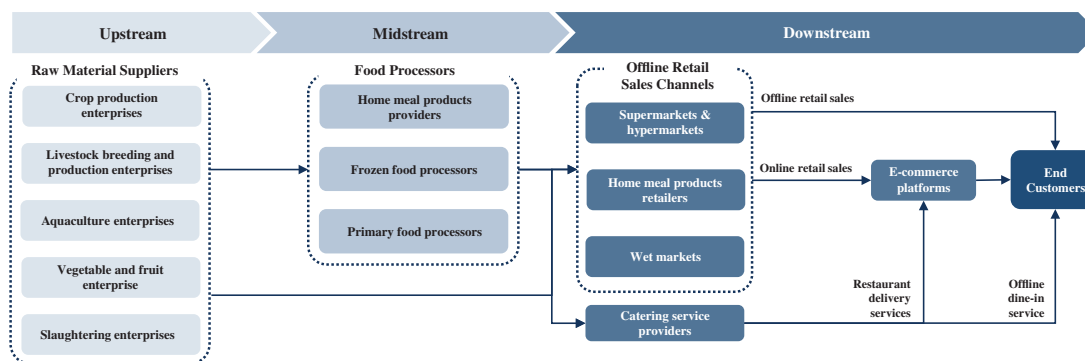 Upstream
Midstream
Downstream
Raw Material Suppliers
Crop production
enterprises
Livestock breeding and
production enterprises
Aquaculture enterprises
Vegetable and fruit
enterprise
Slaughtering enterprises
Food Processors
Home meal products
providers
Frozen food processors
Primary food processors
Offline Retail
Sales Channels
Supermarkets &
hypermarkets
Home meal products
retailers
Wet markets
Catering service
providers
Offline retail sales
Online retail sales
E-commerce
platforms
End
Customers
Restaurant
delivery
services
Offline
dine-in
service